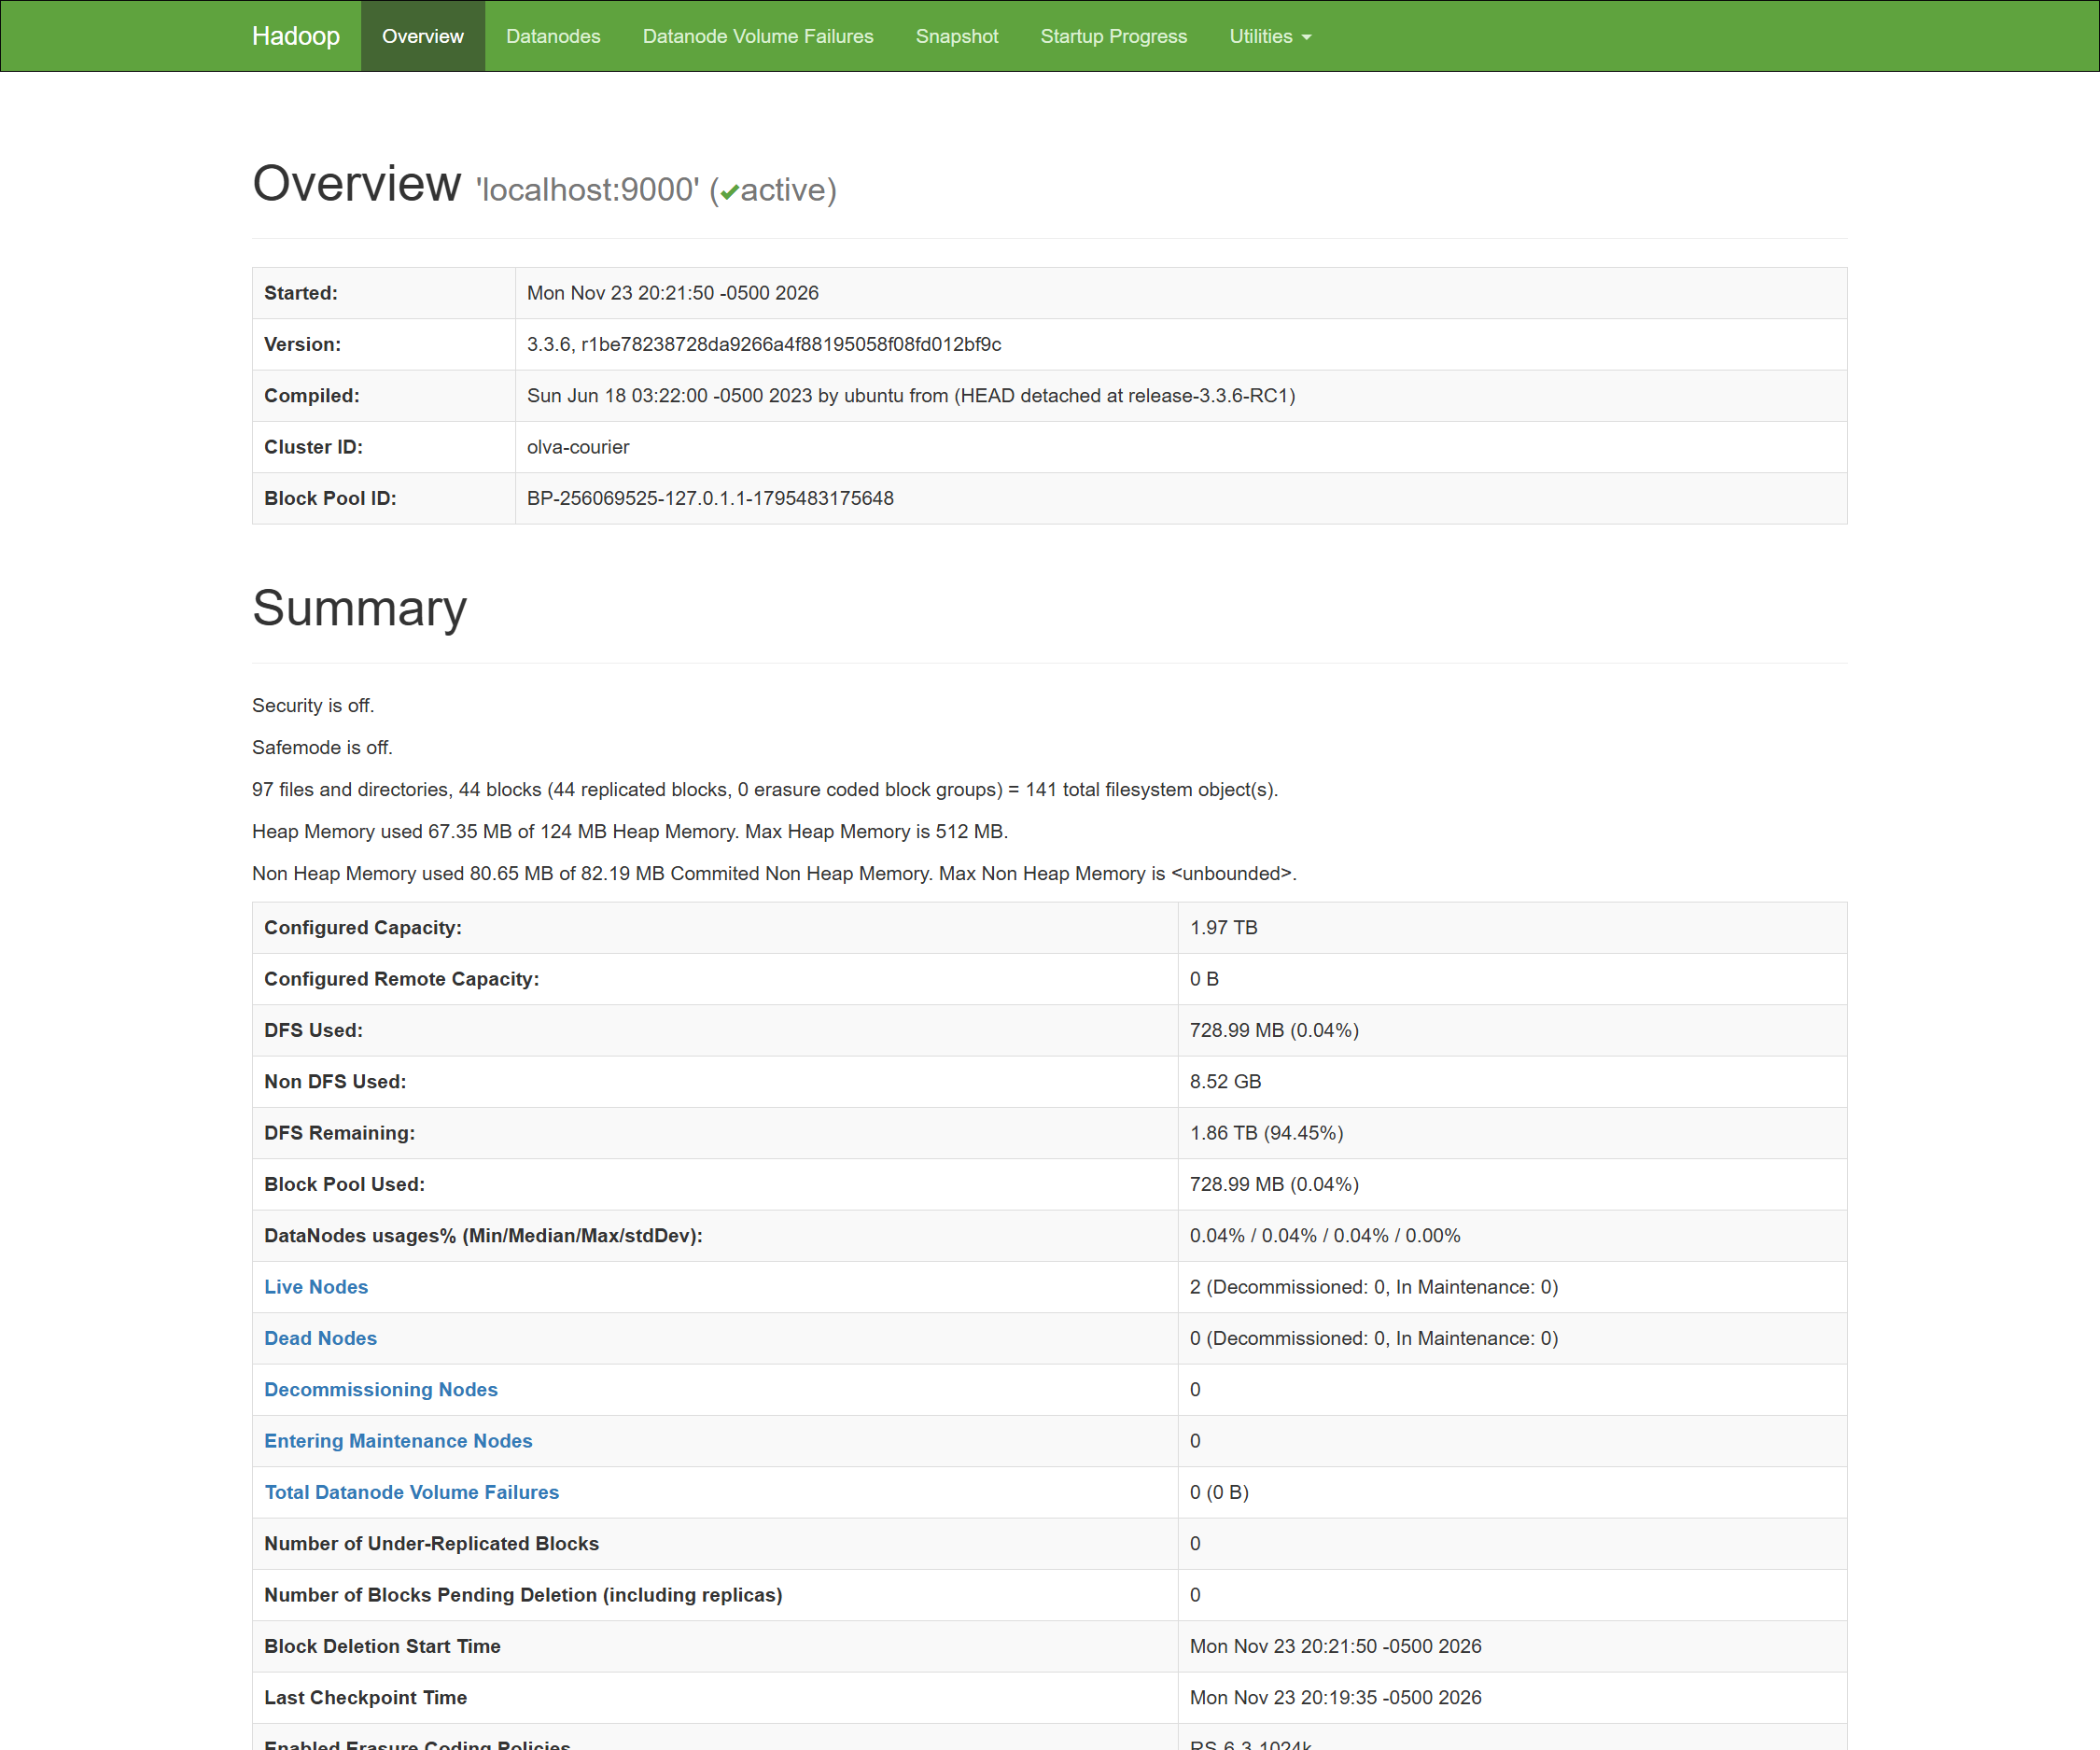 Hadoop Overview Datanodes Datanode Volume Failures Snapshot Startup Progress Utilities
Overview 'localhost:9000' (✔active)
Started: Mon Nov 23 20:21:50 -0500 2026
Version: 3.3.6, r1be78238728da9266a4f88195058f08fd012bf9c
Compiled: Sun Jun 18 03:22:00 -0500 2023 by ubuntu from (HEAD detached at release-3.3.6-RC1)
Cluster ID: olva-courier
Block Pool ID: BP-256069525-127.0.1.1-1795483175648
Summary
Security is off.
Safemode is off.
97 files and directories, 44 blocks (44 replicated blocks, 0 erasure coded block groups) = 141 total filesystem object(s).
Heap Memory used 67.35 MB of 124 MB Heap Memory. Max Heap Memory is 512 MB.
Non Heap Memory used 80.65 MB of 82.19 MB Commited Non Heap Memory. Max Non Heap Memory is <unbounded>.
Configured Capacity: 1.97 TB
Configured Remote Capacity: 0 B
DFS Used: 728.99 MB (0.04%)
Non DFS Used: 8.52 GB
DFS Remaining: 1.86 TB (94.45%)
Block Pool Used: 728.99 MB (0.04%)
DataNodes usages% (Min/Median/Max/stdDev): 0.04% / 0.04% / 0.04% / 0.00%
Live Nodes 2 (Decommissioned: 0, In Maintenance: 0)
Dead Nodes 0 (Decommissioned: 0, In Maintenance: 0)
Decommissioning Nodes 0
Entering Maintenance Nodes 0
Total Datanode Volume Failures 0 (0 B)
Number of Under-Replicated Blocks 0
Number of Blocks Pending Deletion (including replicas) 0
Block Deletion Start Time Mon Nov 23 20:21:50 -0500 2026
Last Checkpoint Time Mon Nov 23 20:19:35 -0500 2026
Enabled Erasure Coding Policies RS-6-3-1024k